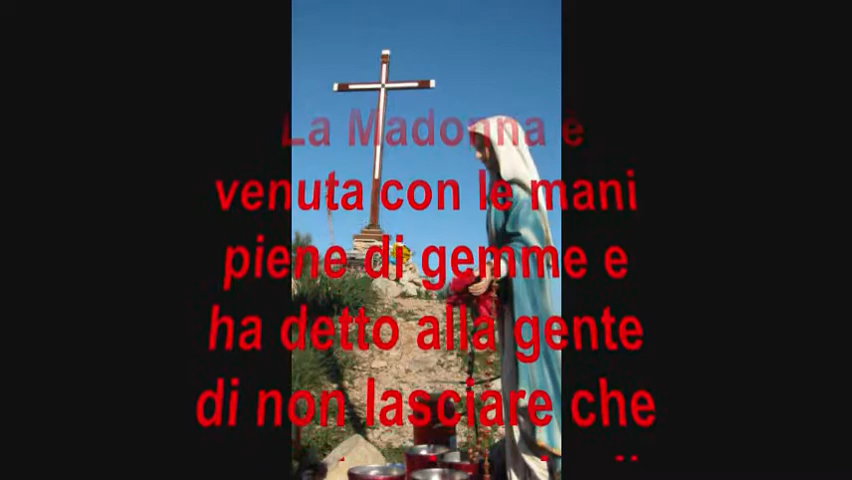 La Madonna è
venuta con le mani
piene di gemme e
ha detto alla gente
di non lasciare che